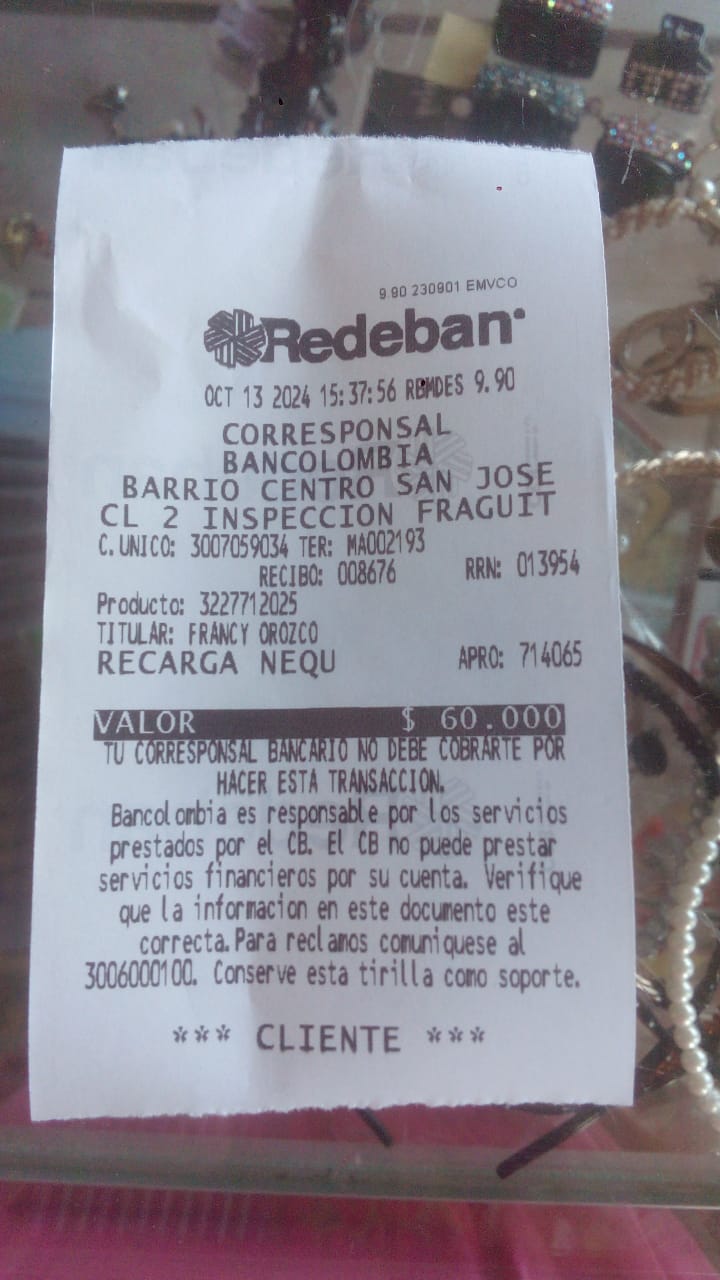 9.90 230901 EMVCO
Redeban
OCT 13 2024 15:37:56 RBMDES 9.90
CORRESPONSAL
BANCOLOMBIA
BARRIO CENTRO SAN JOSE
CL 2 INSPECCION FRAGUIT
C.UNICO: 3007059034 TER: MA002193
RECIBO: 008676 RRN: 013954
Producto: 3227712025
TITULAR: FRANCY OROZCO
RECARGA NEQU APRO: 714065
VALOR $ 60.000
TU CORRESPONSAL BANCARIO NO DEBE COBRARTE POR
HACER ESTA TRANSACCIÓN.
Bancolombia es responsable por los servicios
prestados por el CB. El CB no puede prestar
servicios financieros por su cuenta. Verifique
que la informacion en este documento este
correcta.Para reclamos comuniquese al
3006000100. Conserve esta tirilla como soporte.
*** CLIENTE ***